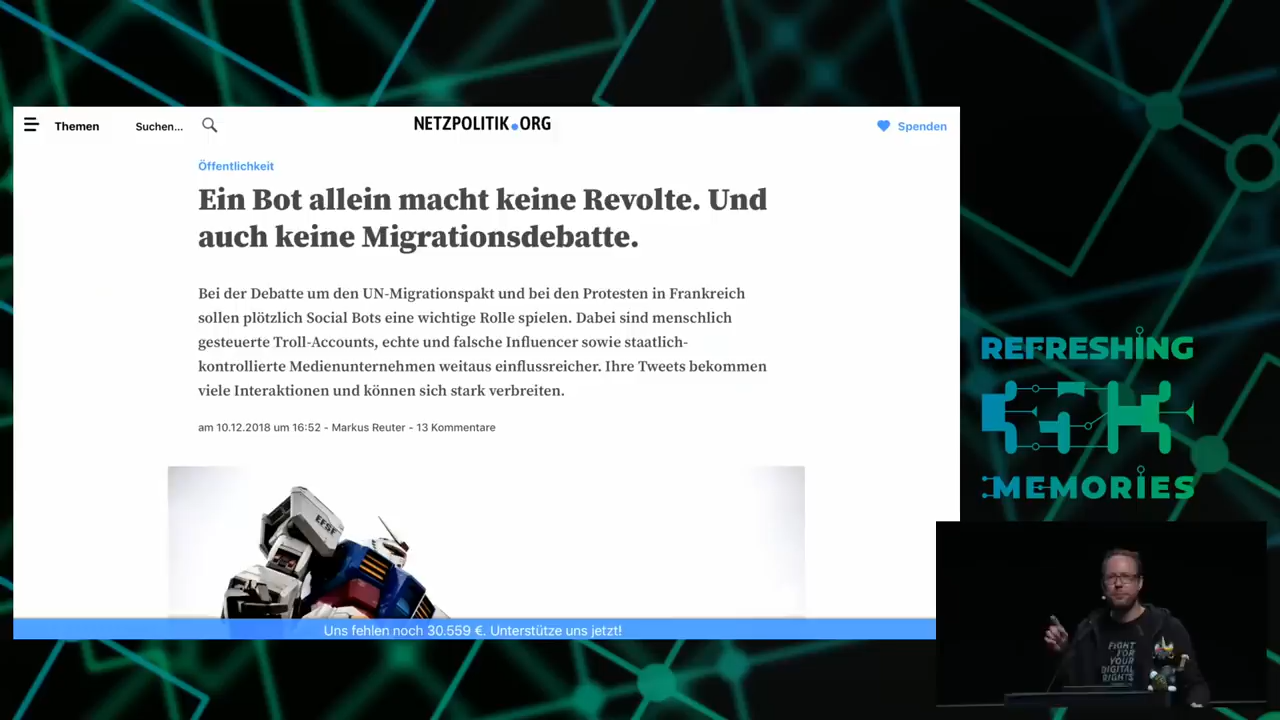 Themen
Suchen...
NETZPOLITIK.ORG
Spenden
Öffentlichkeit
Ein Bot allein macht keine Revolte. Und
auch keine Migrationsdebatte.
Bei der Debatte um den UN-Migrationspakt und bei den Protesten in Frankreich
sollen plötzlich Social Bots eine wichtige Rolle spielen. Dabei sind menschlich
gesteuerte Troll-Accounts, echte und falsche Influencer sowie staatlich-
kontrollierte Medienunternehmen weitaus einflussreicher. Ihre Tweets bekommen
viele Interaktionen und können sich stark verbreiten.
am 10.12.2018 um 16:52 - Markus Reuter - 13 Kommentare
EFSF
Uns fehlen noch 30.559 €. Unterstütze uns jetzt!
REFRESHING
35C3
MEMORIES
FIGHT
FOR
YOUR
DIGITAL
RIGHTS